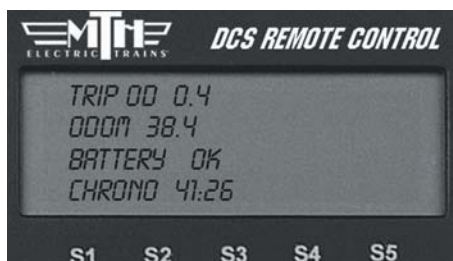 MTH DCS REMOTE CONTROL
ELECTRIC TRAINS
TRIP OD 0.4
ODOM 38.4
BATTERY OK
CHRONO 41:26
S1 S2 S3 S4 S5